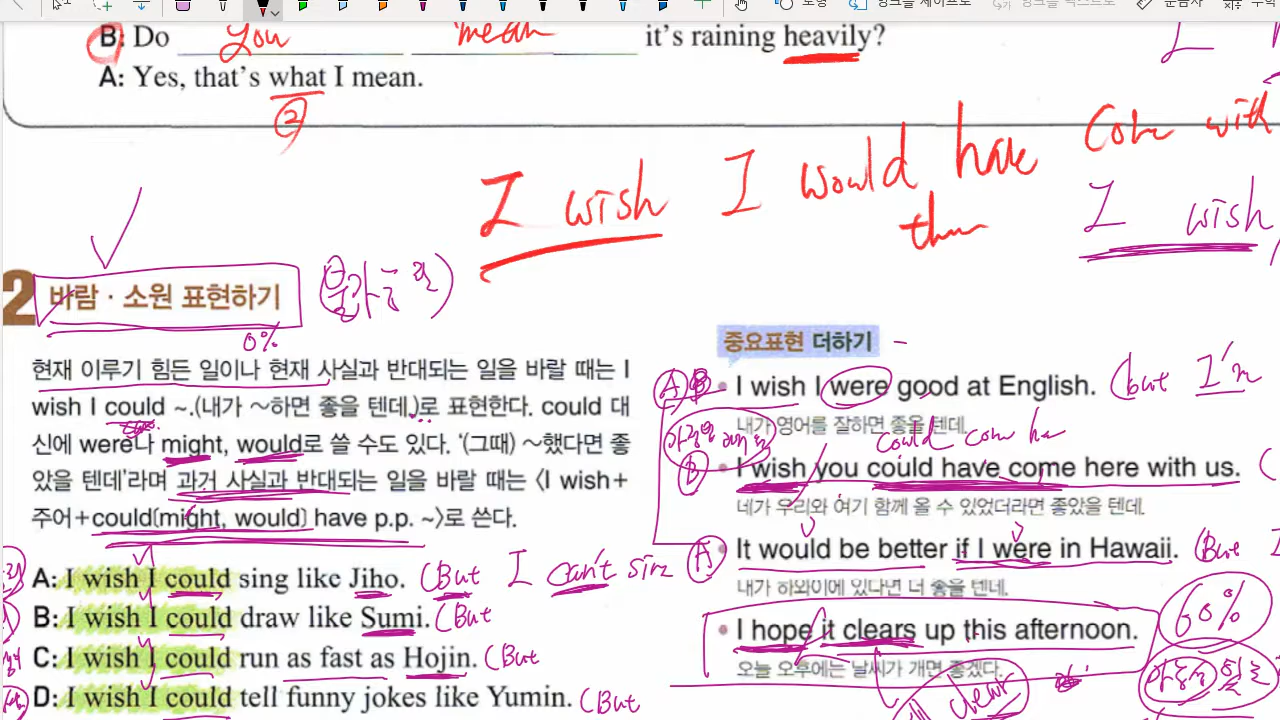 B: Do you mean it's raining heavily?
A: Yes, that's what I mean.
②
I wish I would have come with
them
I wish
2 바람 · 소원 표현하기 (불가능
0%
현재 이루기 힘든 일이나 현재 사실과 반대되는 일을 바랄 때는 I
wish I could ~.(내가 ~하면 좋을 텐데.)로 표현한다. could 대
신에 were나 might, would로 쓸 수도 있다. '(그때) ~했다면 좋
았을 텐데'라며 과거 사실과 반대되는 일을 바랄 때는 〈I wish+
주어+could(might, would) have p.p. ~〉로 쓴다.
A: I wish I could sing like Jiho. (But I can't sing
B: I wish I could draw like Sumi. (But
C: I wish I could run as fast as Hojin. (But
D: I wish I could tell funny jokes like Yumin. (But
중요표현 더하기
Ⓐ • I wish I were good at English. (but I'm
내가 영어를 잘하면 좋을 텐데.
could come
Ⓑ • I wish you could have come here with us.
네가 우리와 여기 함께 올 수 있었더라면 좋았을 텐데.
Ⓐ • It would be better if I were in Hawaii. (But I
내가 하와이에 있다면 더 좋을 텐데.
60%
• I hope it clears up this afternoon.
오늘 오후에는 날씨가 개면 좋겠다.
가능성